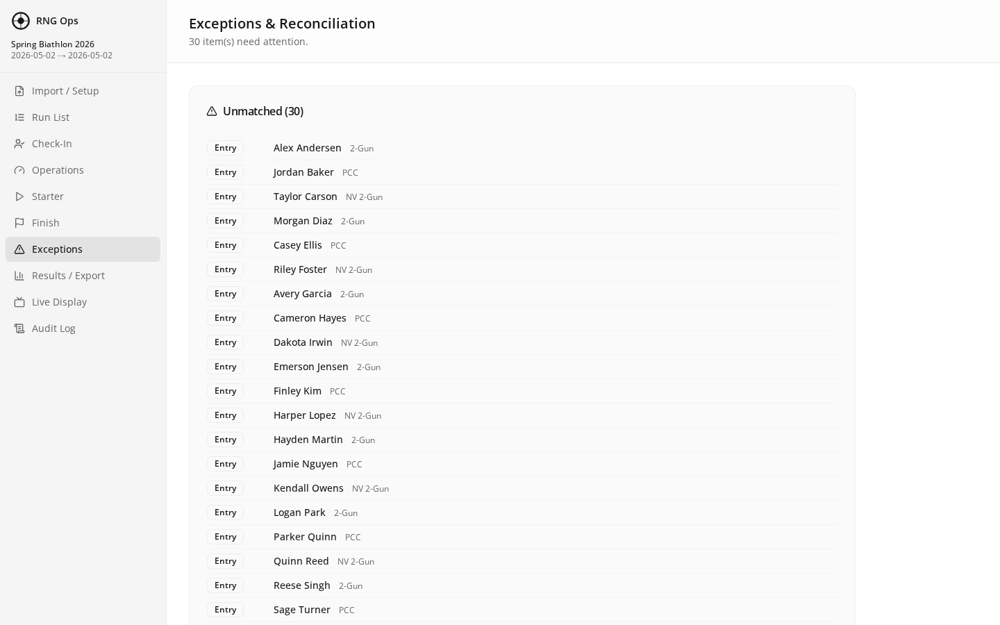 RNG Ops
Spring Biathlon 2026
2026-05-02 → 2026-05-02
Import / Setup
Run List
Check-In
Operations
Starter
Finish
Exceptions
Results / Export
Live Display
Audit Log
Exceptions & Reconciliation
30 item(s) need attention.
Unmatched (30)
Entry Alex Andersen 2-Gun
Entry Jordan Baker PCC
Entry Taylor Carson NV 2-Gun
Entry Morgan Diaz 2-Gun
Entry Casey Ellis PCC
Entry Riley Foster NV 2-Gun
Entry Avery Garcia 2-Gun
Entry Cameron Hayes PCC
Entry Dakota Irwin NV 2-Gun
Entry Emerson Jensen 2-Gun
Entry Finley Kim PCC
Entry Harper Lopez NV 2-Gun
Entry Hayden Martin 2-Gun
Entry Jamie Nguyen PCC
Entry Kendall Owens NV 2-Gun
Entry Logan Park 2-Gun
Entry Parker Quinn PCC
Entry Quinn Reed NV 2-Gun
Entry Reese Singh 2-Gun
Entry Sage Turner PCC